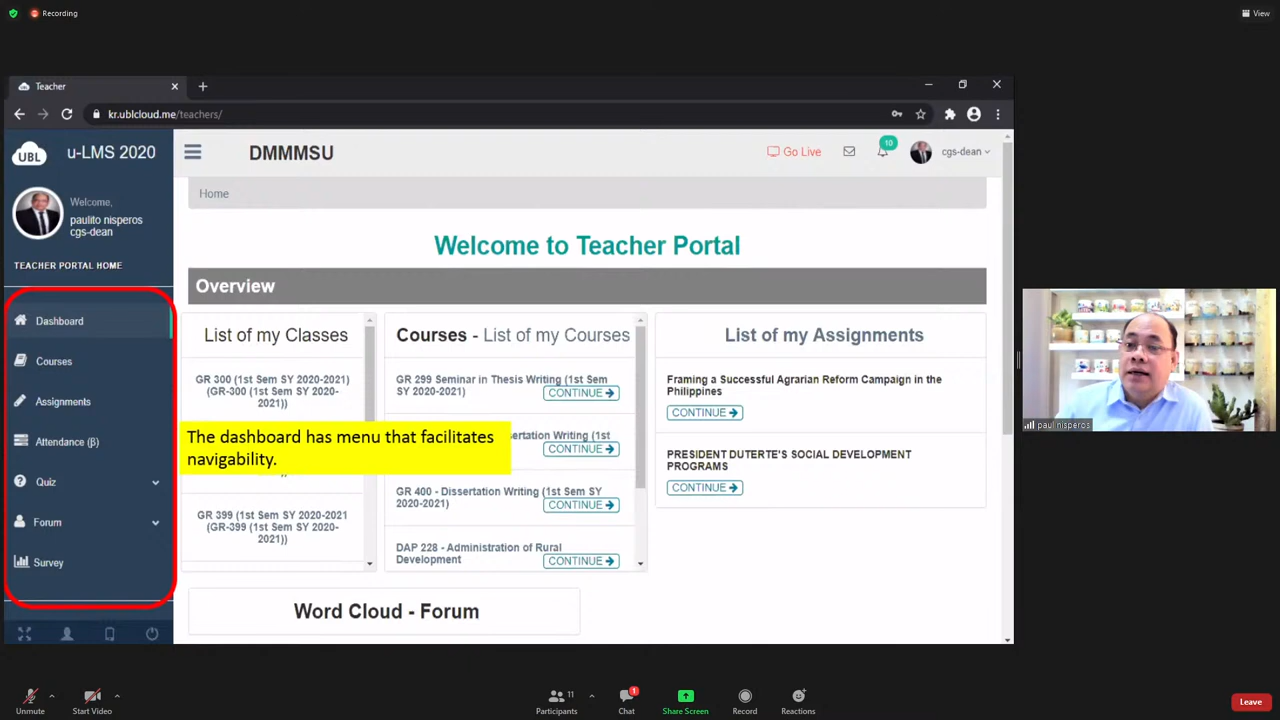 Recording
View
Teacher
kr.ublcloud.me/teachers/
UBL
u-LMS 2020
DMMMSU
Go Live
10
cgs-dean
Welcome,
paulito nisperos
cgs-dean
TEACHER PORTAL HOME
Home
Welcome to Teacher Portal
Overview
Dashboard
Courses
Assignments
Attendance (β)
Quiz
Forum
Survey
List of my Classes
GR 300 (1st Sem SY 2020-2021)
(GR-300 (1st Sem SY 2020-
2021))
The dashboard has menu that facilitates
navigability.
GR 399 (1st Sem SY 2020-2021
(GR-399 (1st Sem SY 2020-
2021))
Courses - List of my Courses
GR 299 Seminar in Thesis Writing (1st Sem
SY 2020-2021)
CONTINUE
Writing (1st
CONTINUE
GR 400 - Dissertation Writing (1st Sem SY
2020-2021)
CONTINUE
DAP 228 - Administration of Rural
Development
CONTINUE
List of my Assignments
Framing a Successful Agrarian Reform Campaign in the
Philippines
CONTINUE
PRESIDENT DUTERTE'S SOCIAL DEVELOPMENT
PROGRAMS
CONTINUE
Word Cloud - Forum
paul nisperos
Unmute
Start Video
11
Participants
1
Chat
Share Screen
Record
Reactions
Leave